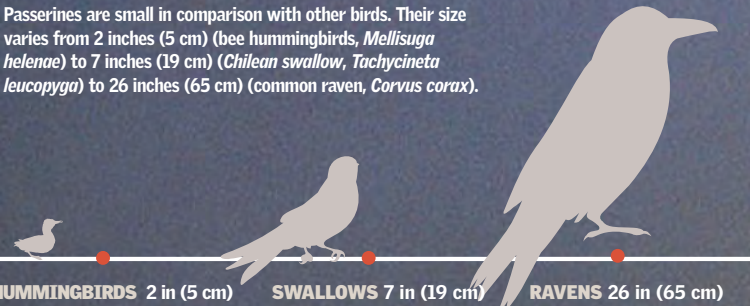 Passerines are small in comparison with other birds. Their size
varies from 2 inches (5 cm) (bee hummingbirds, Mellisuga
helenae) to 7 inches (19 cm) (Chilean swallow, Tachycineta
leucopyga) to 26 inches (65 cm) (common raven, Corvus corax).
UMMINGBIRDS 2 in (5 cm) SWALLOWS 7 in (19 cm) RAVENS 26 in (65 cm)